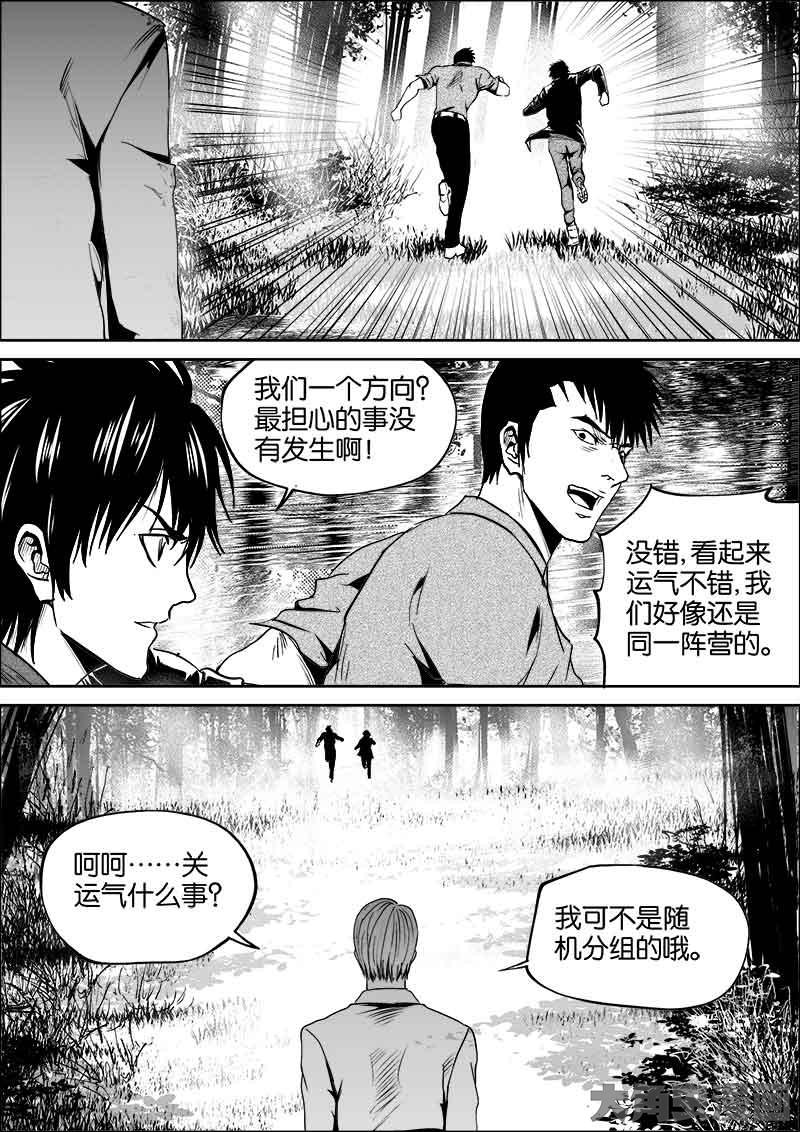 我们一个方向？
最担心的事没
有发生啊！
没错，看起来
运气不错，我
们好像还是
同一阵营的。
呵呵……关
运气什么事？
我可不是随
机分组的哦。